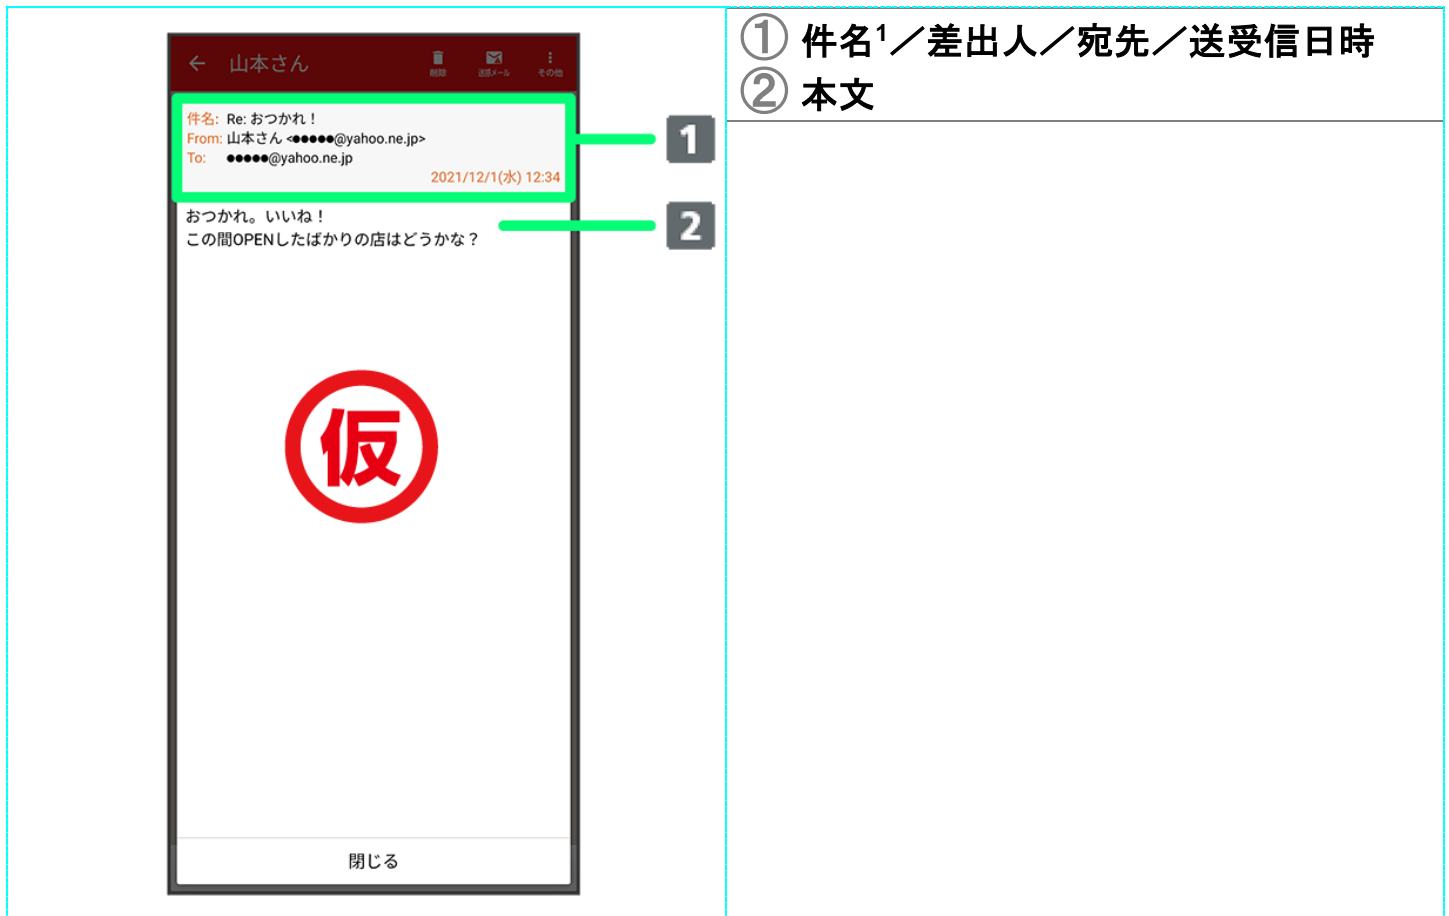 山本さん
削除
迷惑メール
その他
件名: Re: おつかれ！
From: 山本さん <●●●●●@yahoo.ne.jp>
To: ●●●●●@yahoo.ne.jp
2021/12/1(水) 12:34
おつかれ。いいね！
この間OPENしたばかりの店はどうかな？
仮
閉じる
1
2
① 件名¹／差出人／宛先／送受信日時
② 本文